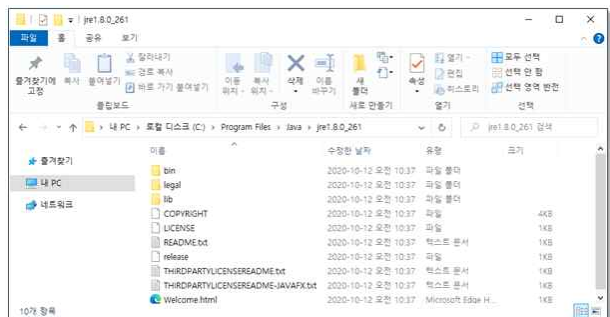 jre1.8.0_261
파일 홈 공유 보기
즐겨찾기에 고정
복사
붙여넣기
잘라내기
경로 복사
바로 가기 붙여넣기
클립보드
이동 위치
복사 위치
삭제
이름 바꾸기
구성
새 폴더
새로 만들기
속성
열기
편집
히스토리
열기
모두 선택
선택 안 함
선택 영역 반전
선택
내 PC > 로컬 디스크 (C:) > Program Files > Java > jre1.8.0_261
jre1.8.0_261 검색
즐겨찾기
내 PC
네트워크
이름 수정한 날짜 유형 크기
bin 2020-10-12 오전 10:37 파일 폴더
legal 2020-10-12 오전 10:37 파일 폴더
lib 2020-10-12 오전 10:37 파일 폴더
COPYRIGHT 2020-10-12 오전 10:37 파일 4KB
LICENSE 2020-10-12 오전 10:37 파일 1KB
README.txt 2020-10-12 오전 10:37 텍스트 문서 1KB
release 2020-10-12 오전 10:37 파일 1KB
THIRDPARTYLICENSEREADME.txt 2020-10-12 오전 10:37 텍스트 문서 1KB
THIRDPARTYLICENSEREADME-JAVAFX.txt 2020-10-12 오전 10:37 텍스트 문서 1KB
Welcome.html 2020-10-12 오전 10:37 Microsoft Edge H... 1KB
10개 항목